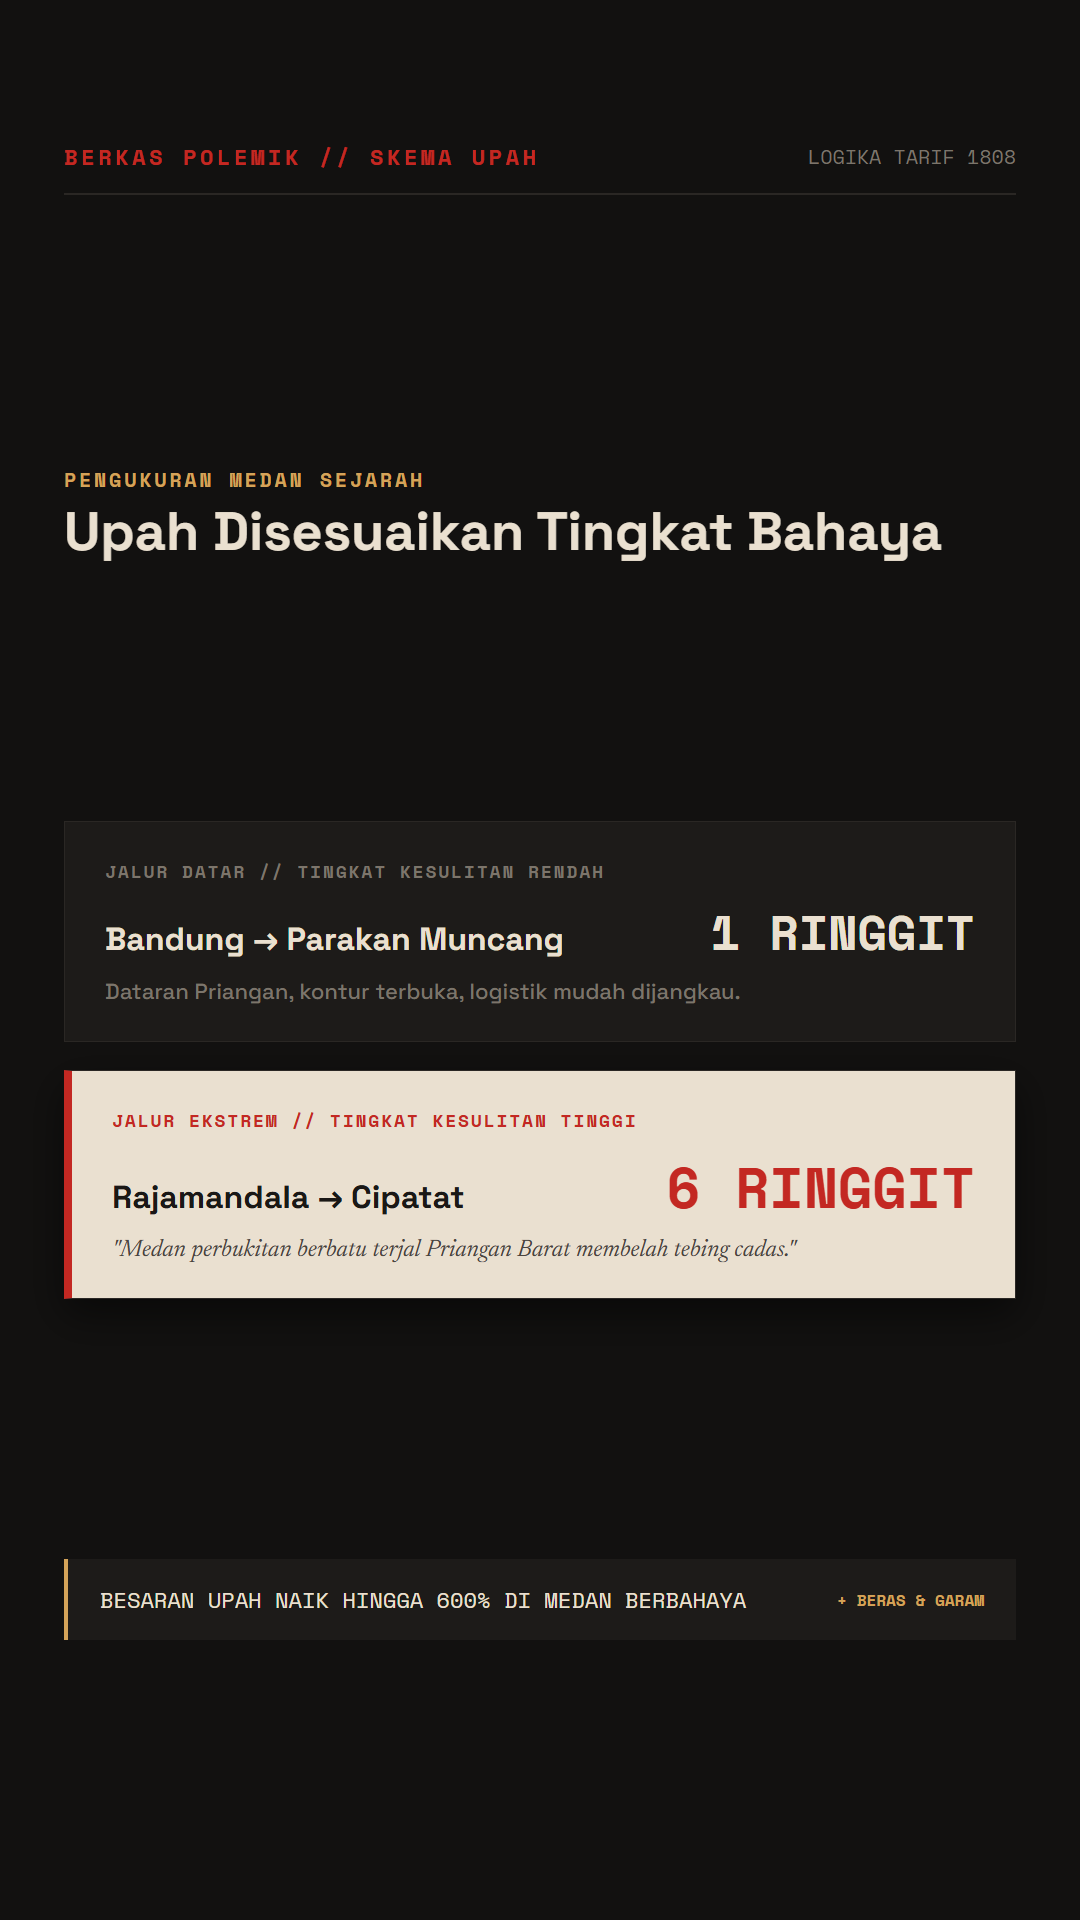 BERKAS POLEMIK // SKEMA UPAH
LOGIKA TARIF 1808
PENGUKURAN MEDAN SEJARAH
Upah Disesuaikan Tingkat Bahaya
JALUR DATAR // TINGKAT KESULITAN RENDAH
Bandung → Parakan Muncang
1 RINGGIT
Dataran Priangan, kontur terbuka, logistik mudah dijangkau.
JALUR EKSTREM // TINGKAT KESULITAN TINGGI
Rajamandala → Cipatat
6 RINGGIT
"Medan perbukitan berbatu terjal Priangan Barat membelah tebing cadas."
BESARAN UPAH NAIK HINGGA 600% DI MEDAN BERBAHAYA
+ BERAS & GARAM